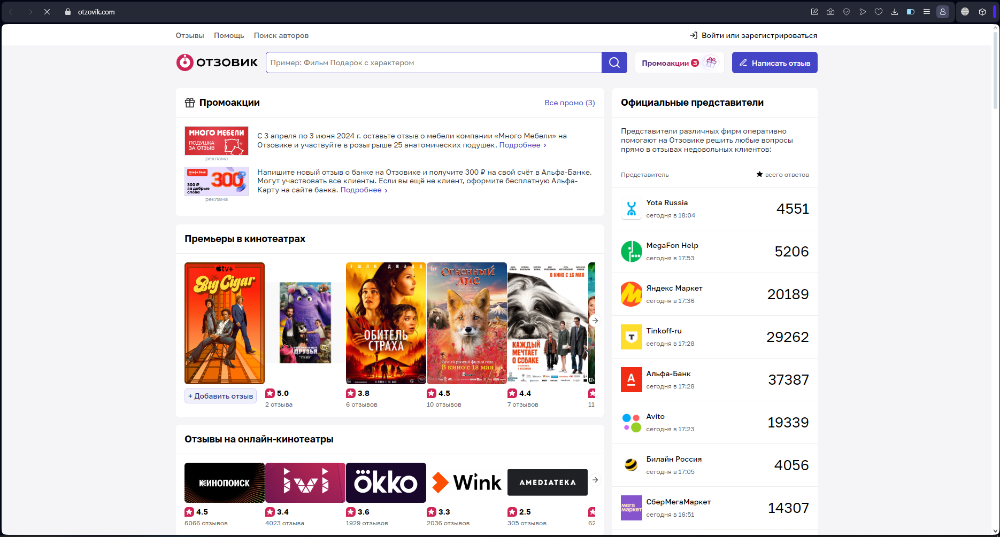 otzovik.com
Отзывы
Помощь
Поиск авторов
Войти или зарегистрироваться
ОТЗОВИК
Пример: Фильм Подарок с характером
Промоакции 3
Написать отзыв
Промоакции
Все промо (3)
МНОГО МЕБЕЛИ
ПОДУШКА
ЗА ОТЗЫВ
реклама
С 3 апреля по 3 июня 2024 г. оставьте отзыв о мебели компании «Много Мебели» на
Отзовике и участвуйте в розыгрыше 25 анатомических подушек. Подробнее ›
Альфа Банк
300 ₽
300 ₽
за добрые
слова
реклама
Напишите новый отзыв о банке на Отзовике и получите 300 ₽ на свой счёт в Альфа-Банке.
Могут участвовать все клиенты. Если вы ещё не клиент, оформите бесплатную Альфа-
Карту на сайте банка. Подробнее ›
Премьеры в кинотеатрах
tv+
The
Big Cigar
+ Добавить отзыв
ДРУЗЬЯ
5.0
2 отзыва
ЭШЛИ ДЖАДД
ОБИТЕЛЬ
СТРАХА
В КИНО С 16 МАЯ
18+
3.8
6 отзывов
6+
ОГНЕННЫЙ
ЛИС
Самый рыжий фильм года
В кино с 18 мая
4.5
10 отзывов
В КИНО С 16 МАЯ
КАЖДЫЙ
МЕЧТАЕТ
О СОБАКЕ
6+
4.4
7 отзывов
12+
11
Отзывы на онлайн-кинотеатры
КИНОПОИСК
4.5
6066 отзывов
ivi
3.4
4023 отзыва
ökko
3.6
1929 отзывов
Wink
3.3
2036 отзывов
AMEDIATEKA
2.5
305 отзывов
62
Официальные представители
Представители различных фирм оперативно
помогают на Отзовике решить любые вопросы
прямо в отзывах недовольных клиентов:
Представитель
всего ответов
Yota Russia
сегодня в 18:04
4551
MegaFon Help
сегодня в 17:53
5206
Яндекс Маркет
сегодня в 17:36
20189
Т
Tinkoff-ru
сегодня в 17:28
29262
А
Альфа-Банк
сегодня в 17:28
37387
Avito
сегодня в 17:23
19339
Билайн Россия
сегодня в 17:05
4056
мега
маркет
СберМегаМаркет
сегодня в 16:51
14307